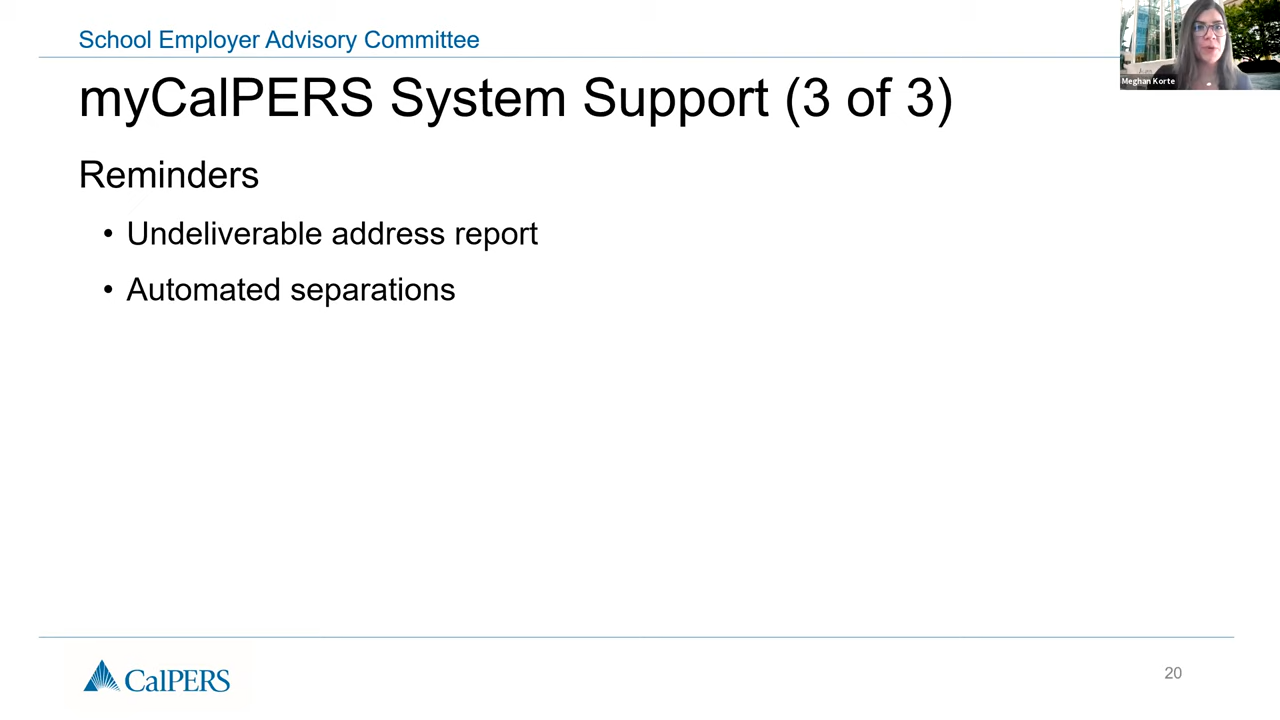 School Employer Advisory Committee
Meghan Korte
myCalPERS System Support (3 of 3)
Reminders
• Undeliverable address report
• Automated separations
CalPERS
20